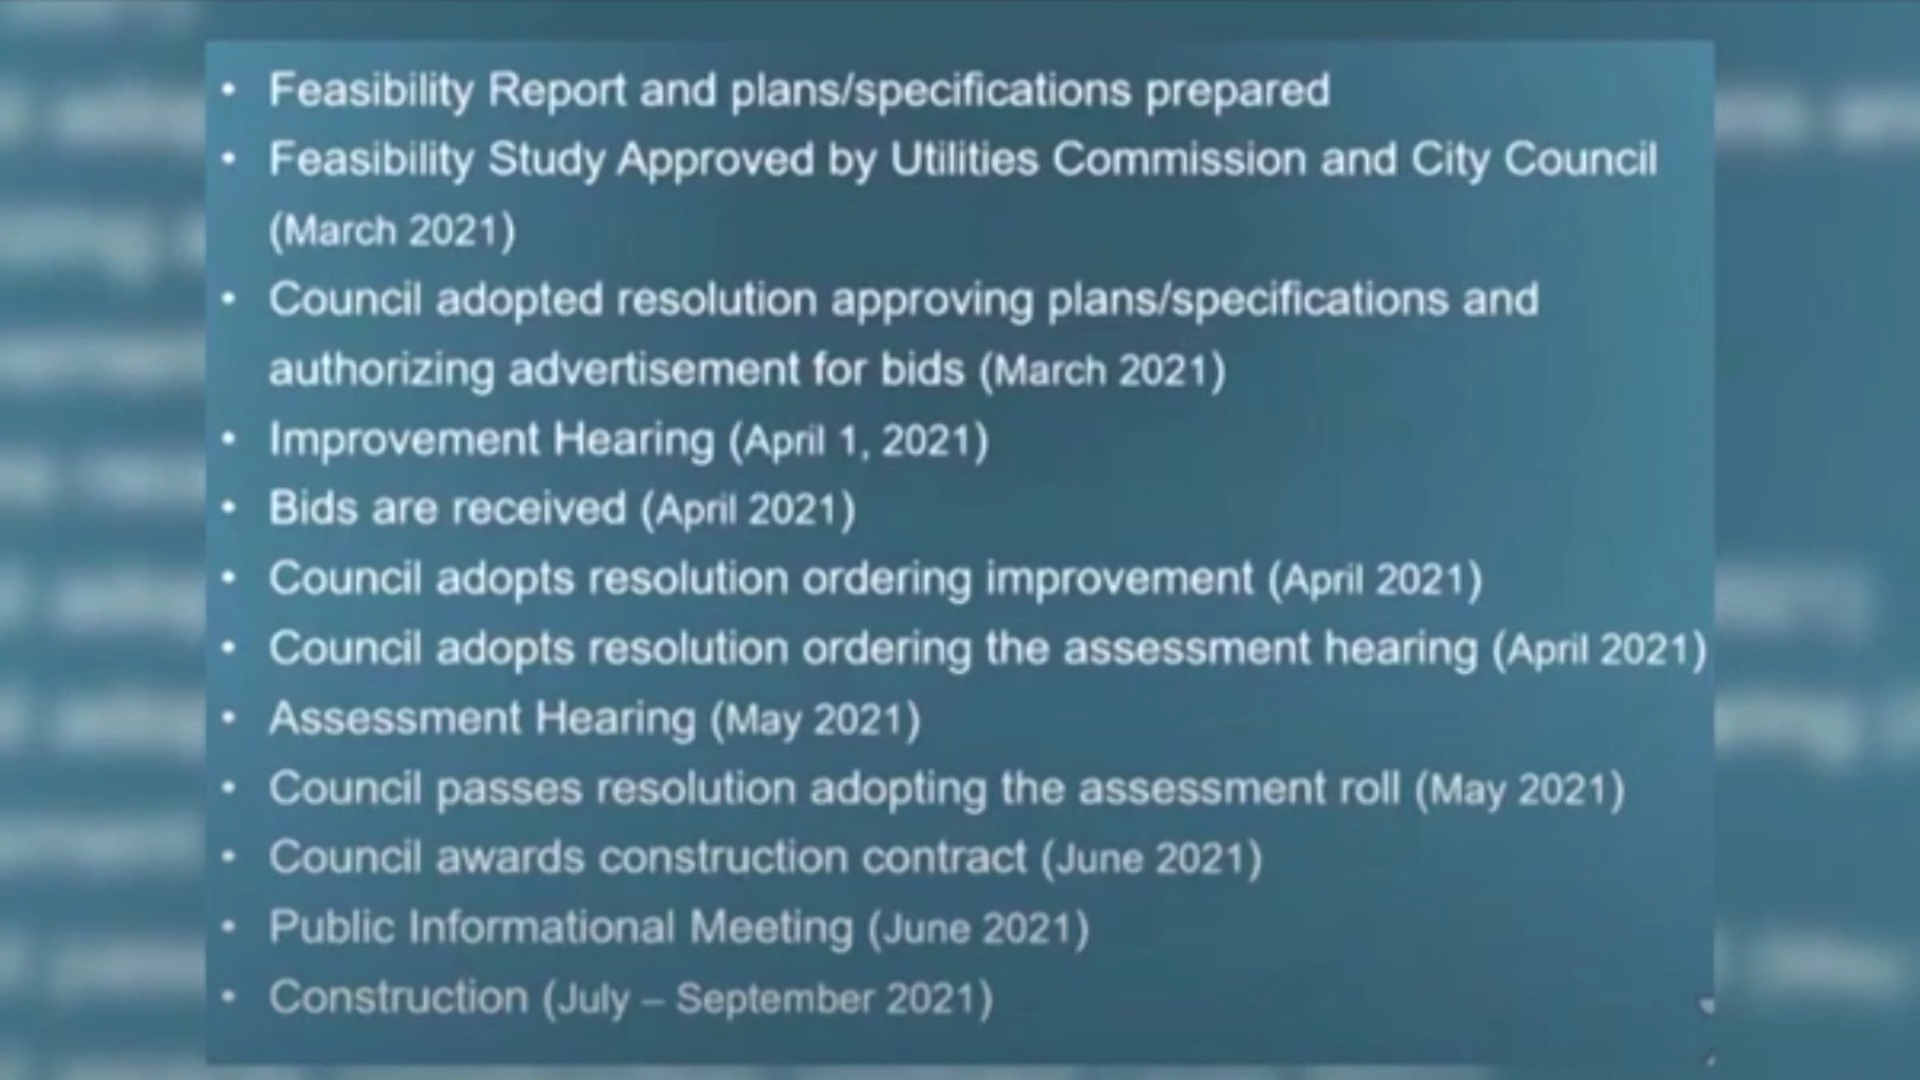 • Feasibility Report and plans/specifications prepared
• Feasibility Study Approved by Utilities Commission and City Council
(March 2021)
• Council adopted resolution approving plans/specifications and
authorizing advertisement for bids (March 2021)
• Improvement Hearing (April 1, 2021)
• Bids are received (April 2021)
• Council adopts resolution ordering improvement (April 2021)
• Council adopts resolution ordering the assessment hearing (April 2021)
• Assessment Hearing (May 2021)
• Council passes resolution adopting the assessment roll (May 2021)
• Council awards construction contract (June 2021)
• Public Informational Meeting (June 2021)
• Construction (July – September 2021)